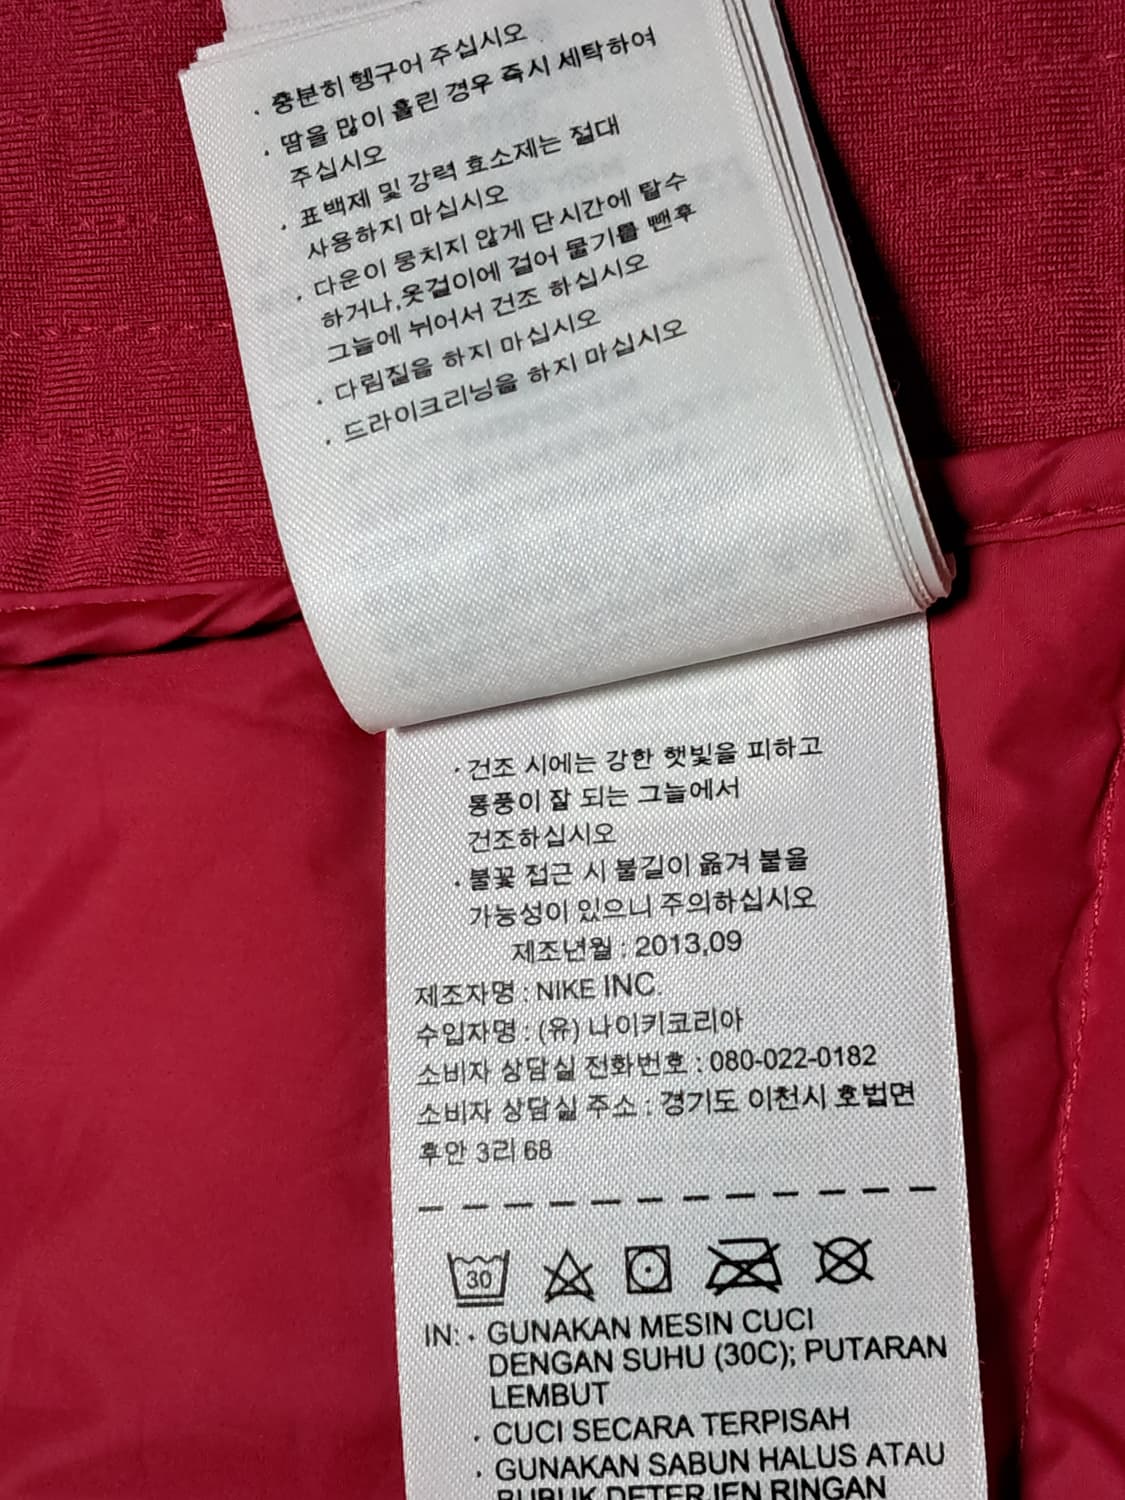 · 충분히 헹구어 주십시오
· 땀을 많이 흘린 경우 즉시 세탁하여
주십시오
· 표백제 및 강력 효소제는 절대
사용하지 마십시오
· 다운이 뭉치지 않게 단시간에 탈수
하거나,옷걸이에 걸어 물기를 뺀후
그늘에 뉘어서 건조 하십시오
· 다림질을 하지 마십시오
· 드라이크리닝을 하지 마십시오
· 건조 시에는 강한 햇빛을 피하고
통풍이 잘 되는 그늘에서
건조하십시오
· 불꽃 접근 시 불길이 옮겨 붙을
가능성이 있으니 주의하십시오
제조년월 : 2013,09
제조자명 : NIKE INC.
수입자명 : (유) 나이키코리아
소비자 상담실 전화번호 : 080-022-0182
소비자 상담실 주소 : 경기도 이천시 호법면
후안 3리 68
30
IN: · GUNAKAN MESIN CUCI
DENGAN SUHU (30C); PUTARAN
LEMBUT
· CUCI SECARA TERPISAH
· GUNAKAN SABUN HALUS ATAU
BUBUK DETERJEN RINGAN